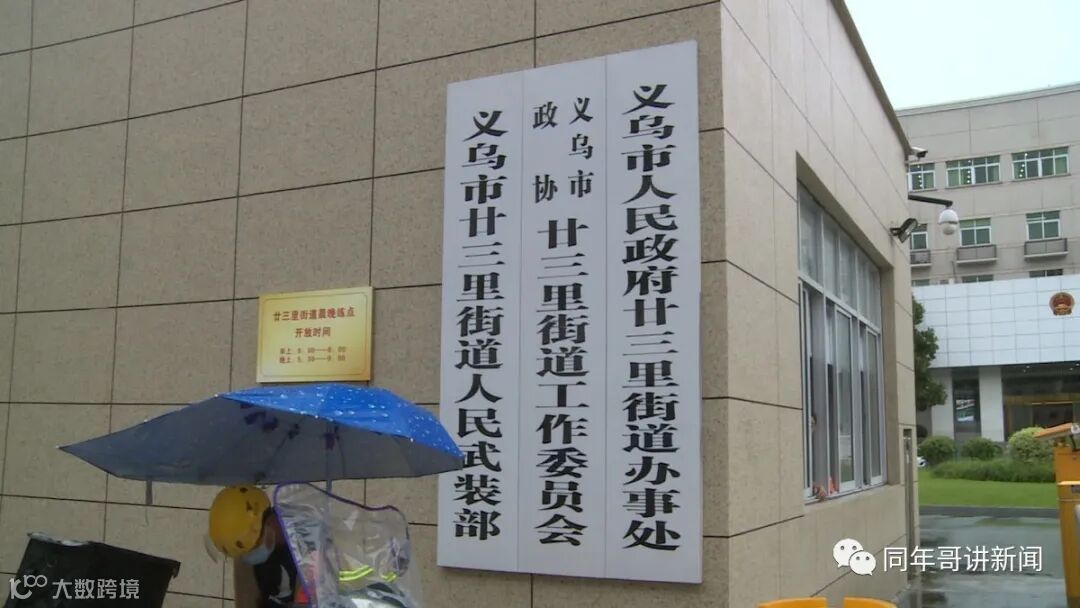 义乌市人民政府廿三里街道办事处
义乌市
政协
廿三里街道工作委员会
义乌市廿三里街道人民武装部
廿三里街道晨晚练点
开放时间
同年哥讲新闻
大数跨境